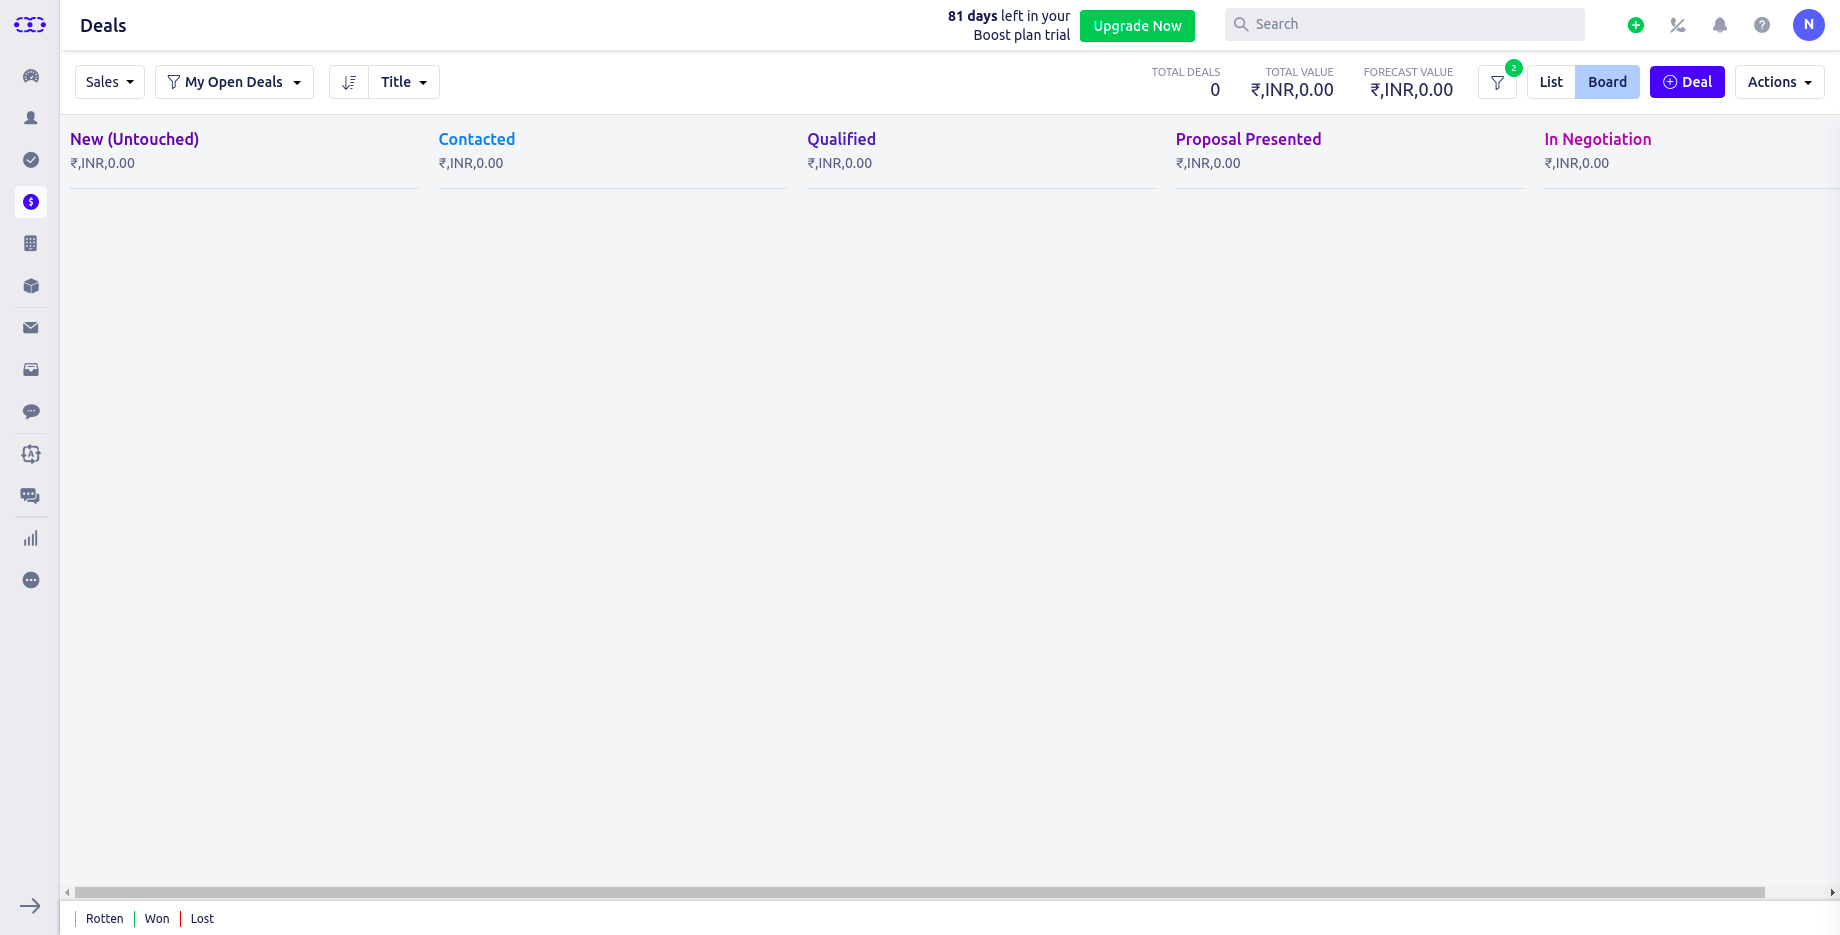 Deals
81 days left in your
Boost plan trial
Upgrade Now
Search
N
Sales
My Open Deals
Title
TOTAL DEALS
0
TOTAL VALUE
₹,INR,0.00
FORECAST VALUE
₹,INR,0.00
2
List
Board
Deal
Actions
New (Untouched)
₹,INR,0.00
Contacted
₹,INR,0.00
Qualified
₹,INR,0.00
Proposal Presented
₹,INR,0.00
In Negotiation
₹,INR,0.00
Rotten
Won
Lost